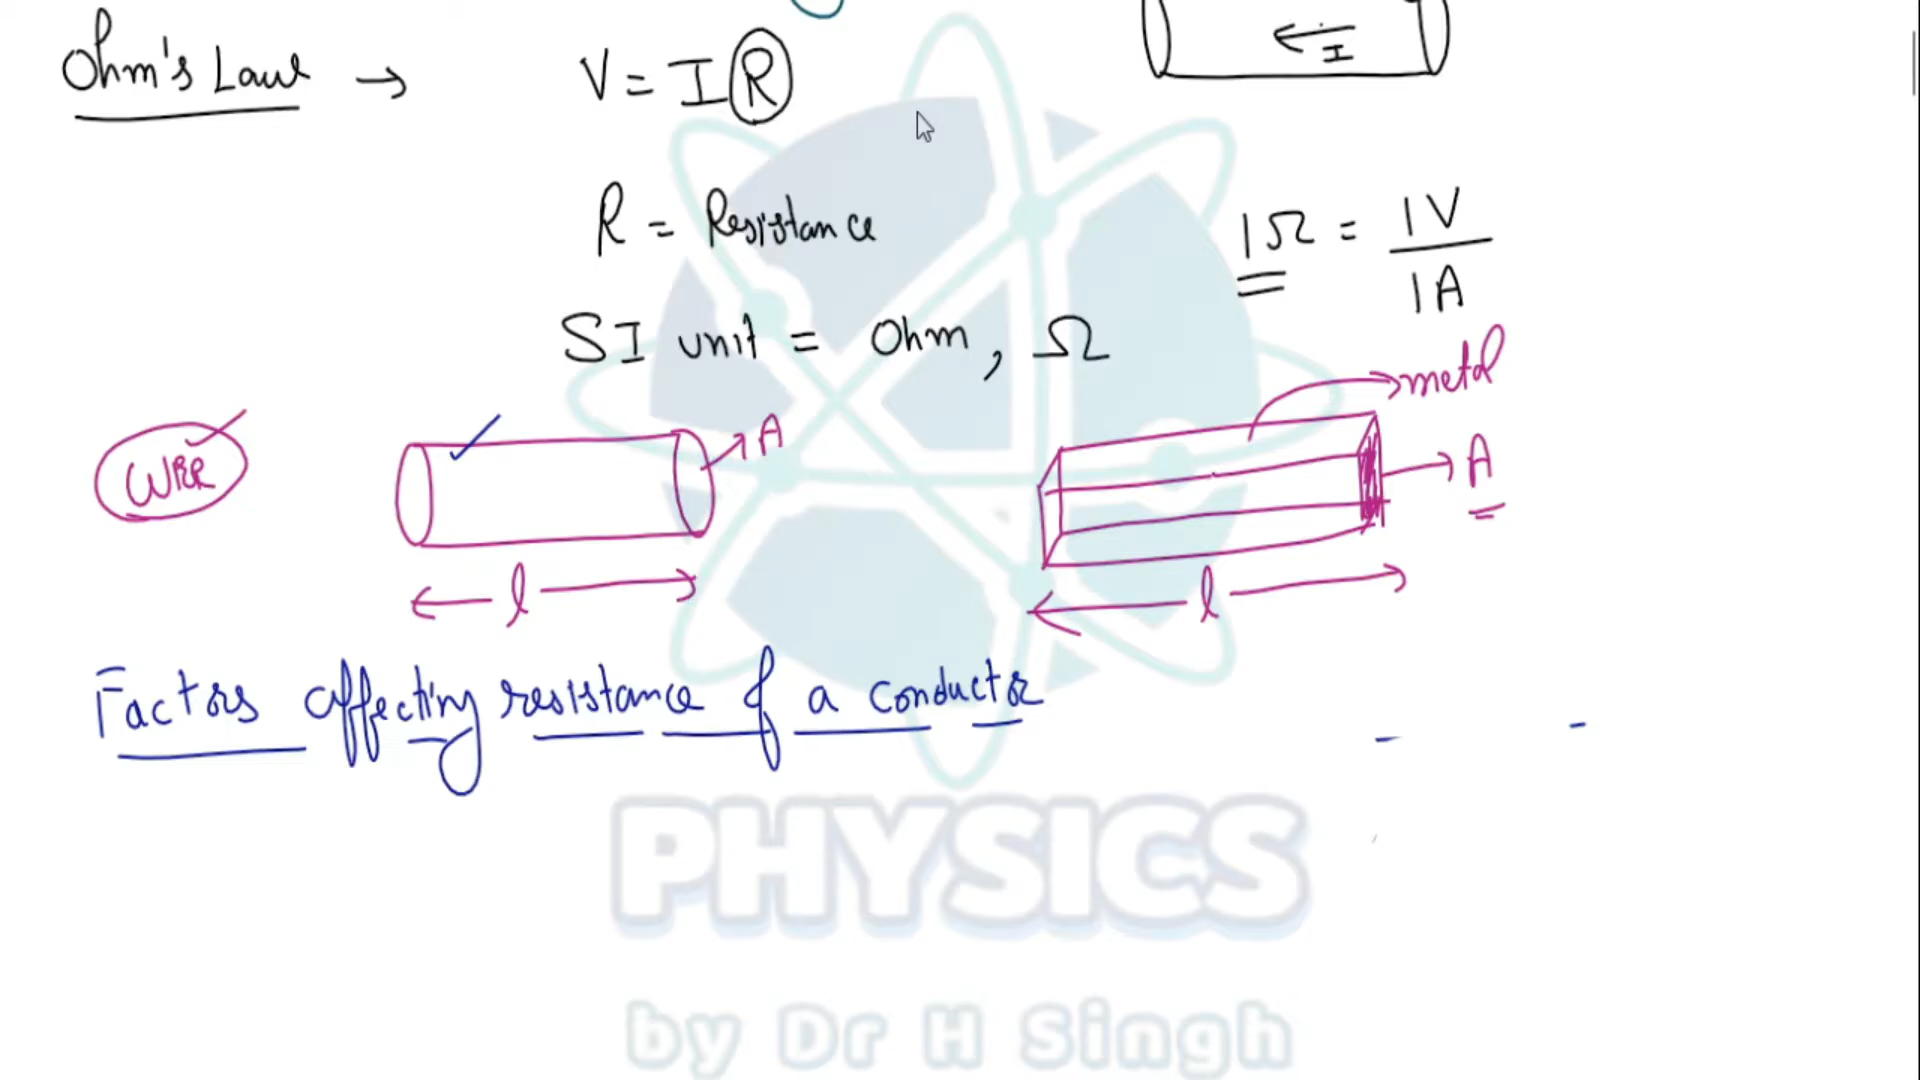 Ohm's Law → V = IR
I
R = Resistance
1Ω = 1V
1A
SI unit = Ohm, Ω
metal
A
A
l
l
Factors affecting resistance of a conductor
PHYSICS
by Dr H Singh